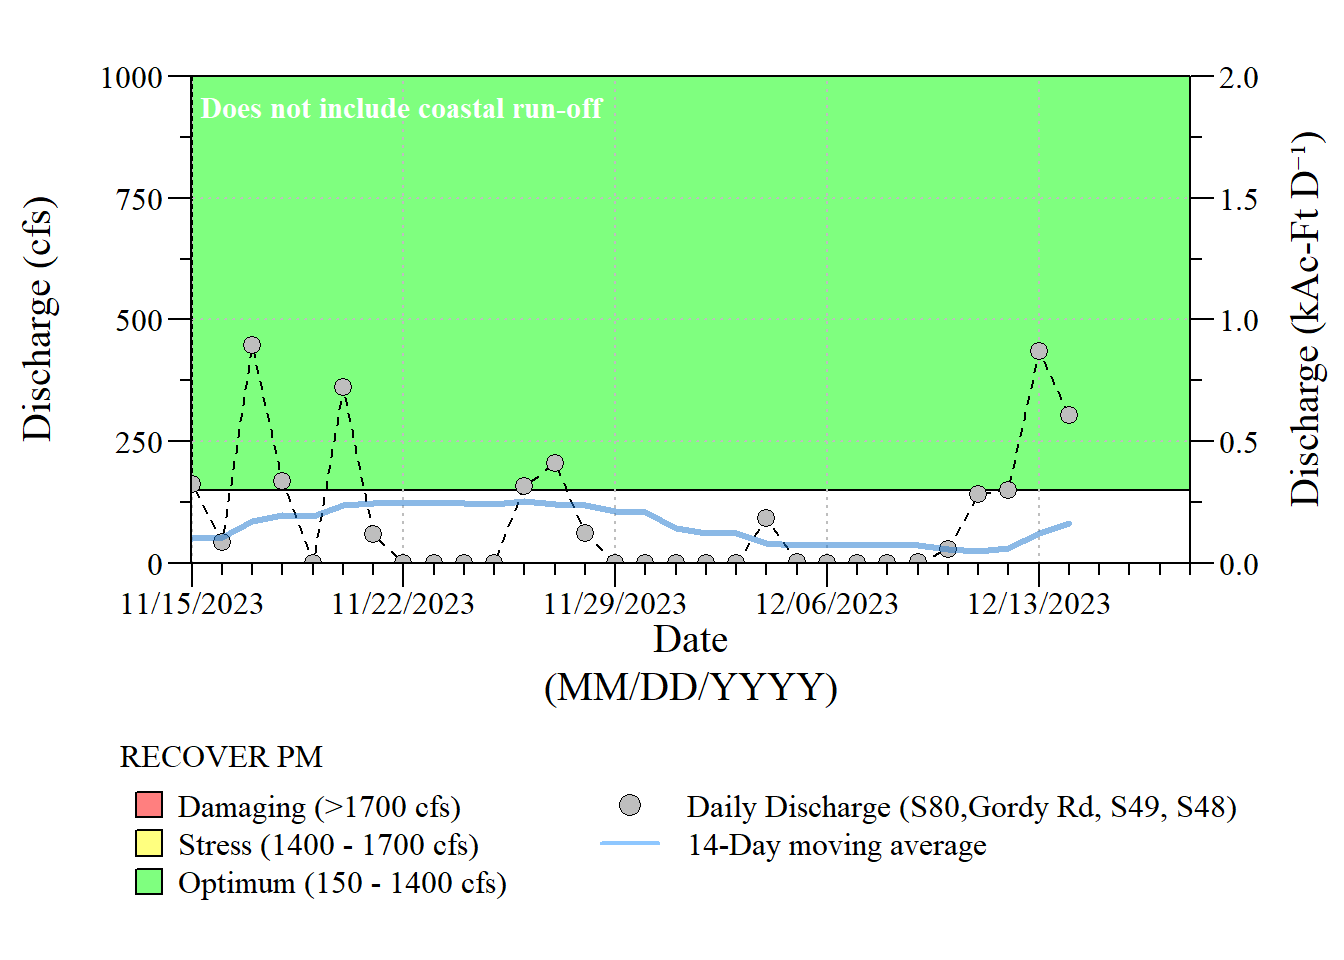 Does not include coastal run-off
1000
750
500
250
0
Discharge (cfs)
2.0
1.5
1.0
0.5
0.0
Discharge (kAc-Ft D⁻¹)
11/15/2023 11/22/2023 11/29/2023 12/06/2023 12/13/2023
Date
(MM/DD/YYYY)
RECOVER PM
Damaging (>1700 cfs)
Stress (1400 - 1700 cfs)
Optimum (150 - 1400 cfs)
Daily Discharge (S80,Gordy Rd, S49, S48)
14-Day moving average